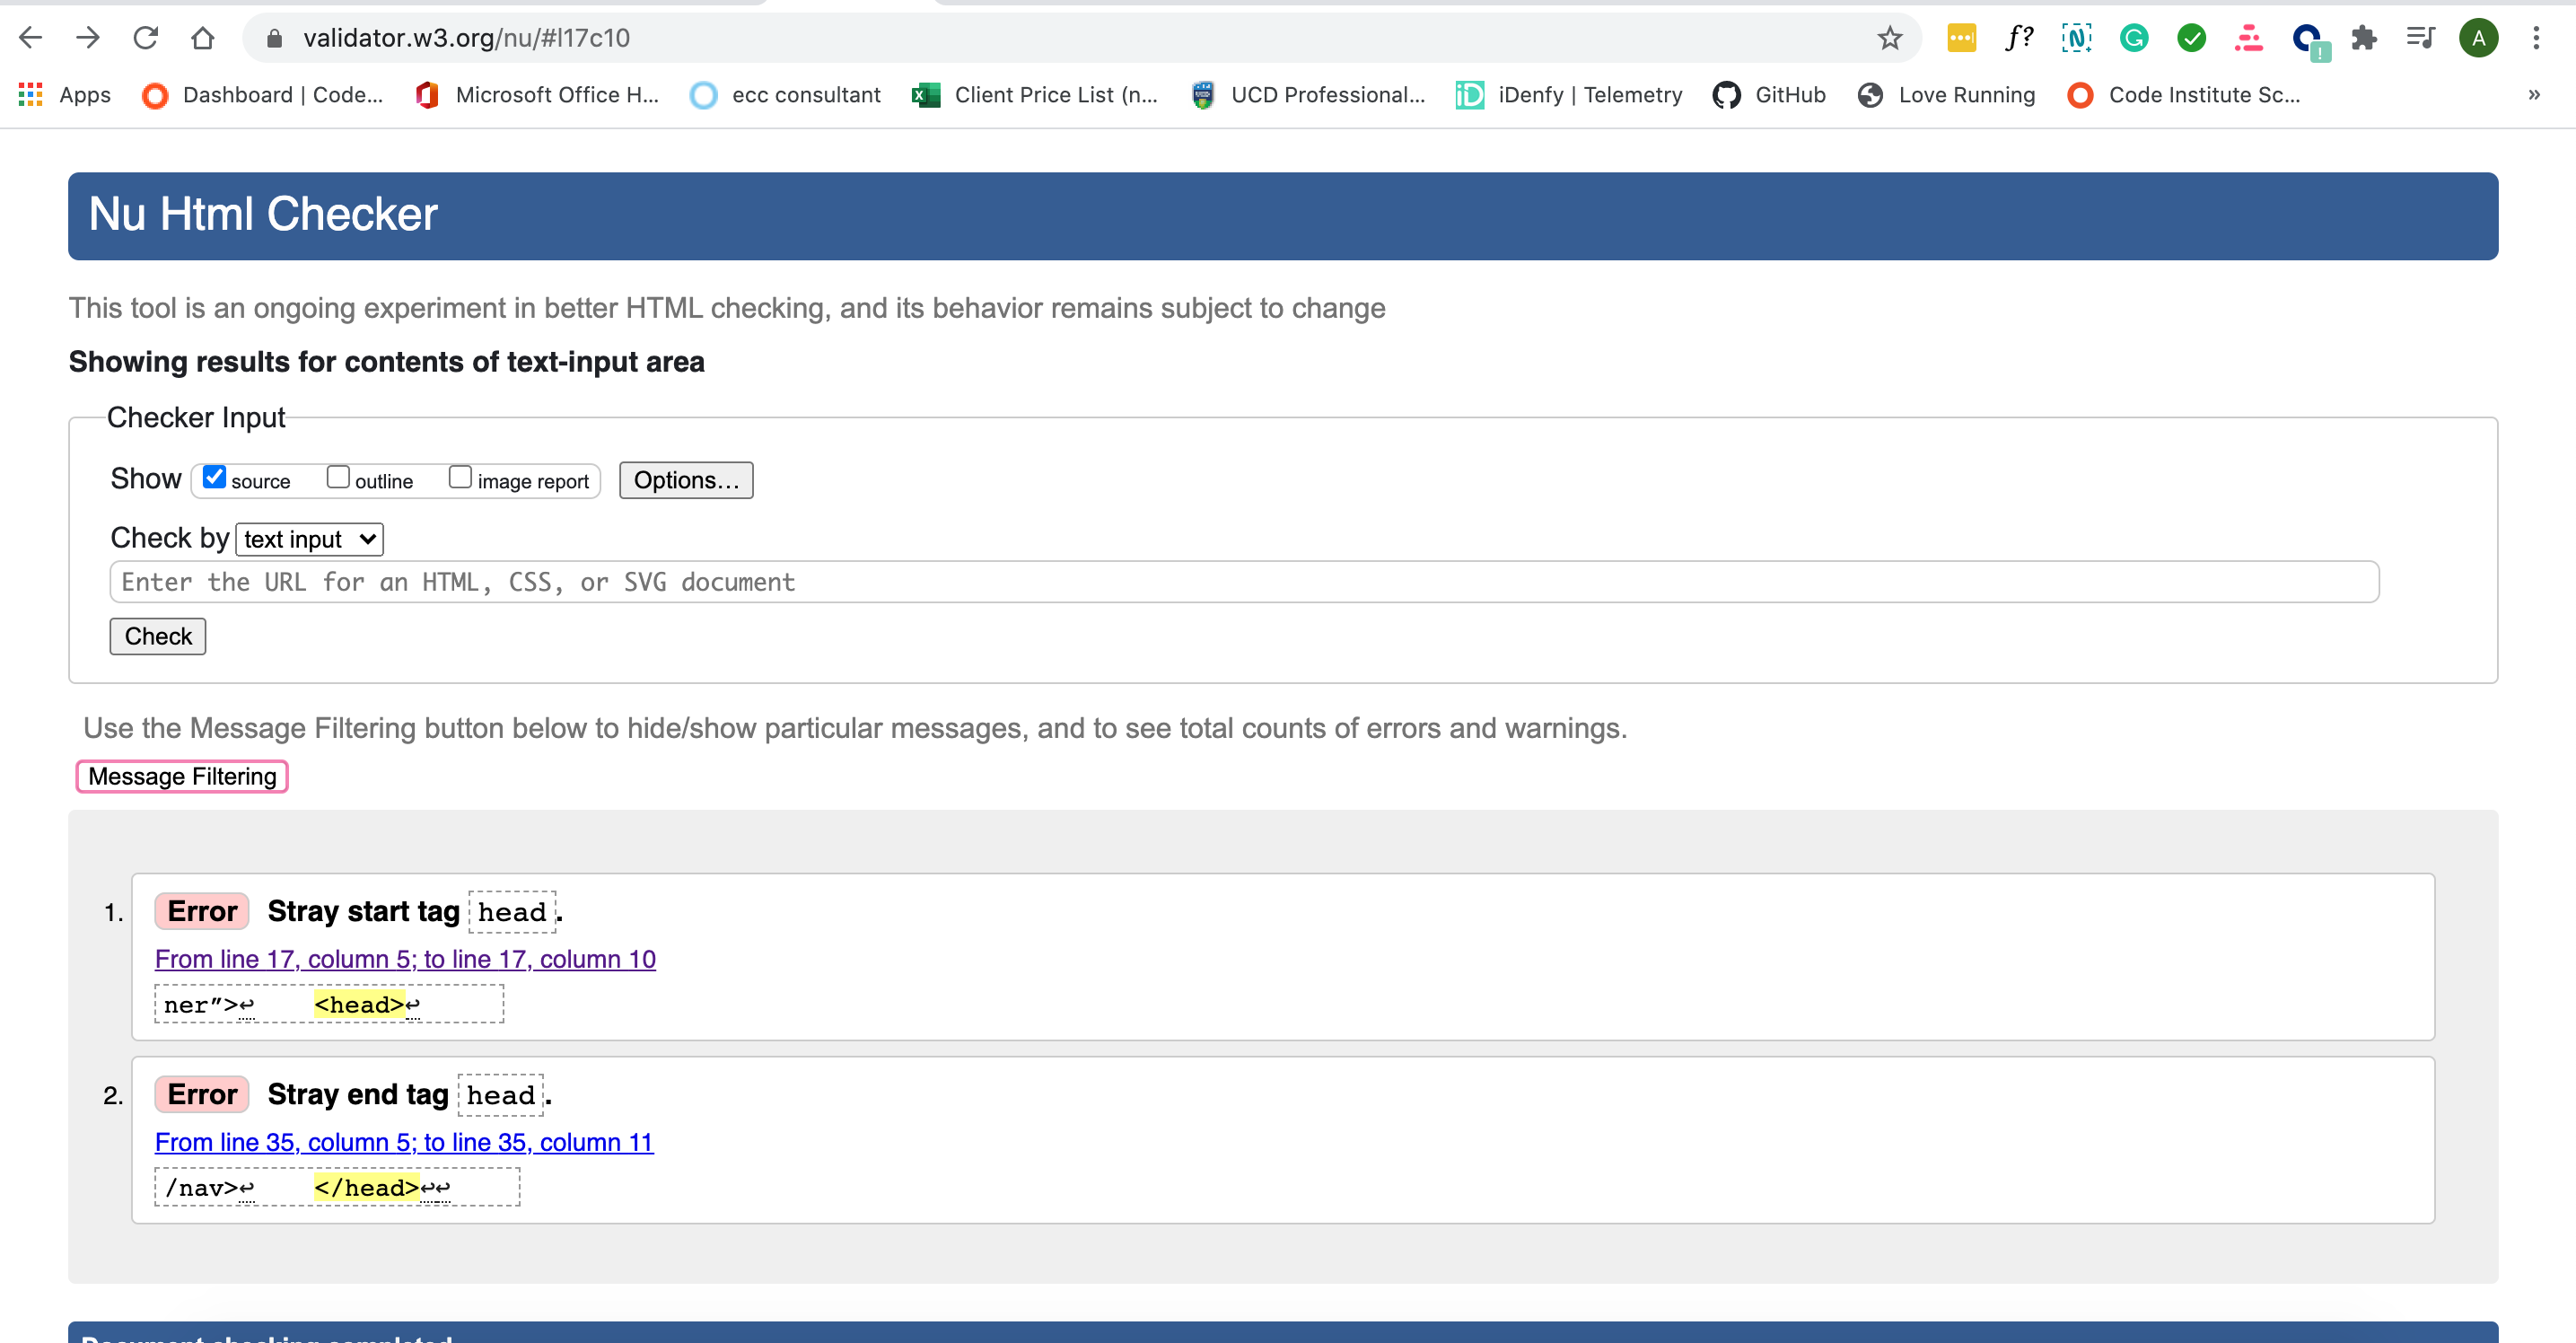 validator.w3.org/nu/#l17c10
A
Apps Dashboard | Code... Microsoft Office H... ecc consultant Client Price List (n... UCD Professional... iDenfy | Telemetry GitHub Love Running Code Institute Sc... »
Nu Html Checker
This tool is an ongoing experiment in better HTML checking, and its behavior remains subject to change
Showing results for contents of text-input area
Checker Input
Show source outline image report Options...
Check by text input
Enter the URL for an HTML, CSS, or SVG document
Check
Use the Message Filtering button below to hide/show particular messages, and to see total counts of errors and warnings.
Message Filtering
1. Error Stray start tag head.
From line 17, column 5; to line 17, column 10
ner”>↩ <head>↩
2. Error Stray end tag head.
From line 35, column 5; to line 35, column 11
/nav>↩ </head>↩↩
Document checking completed